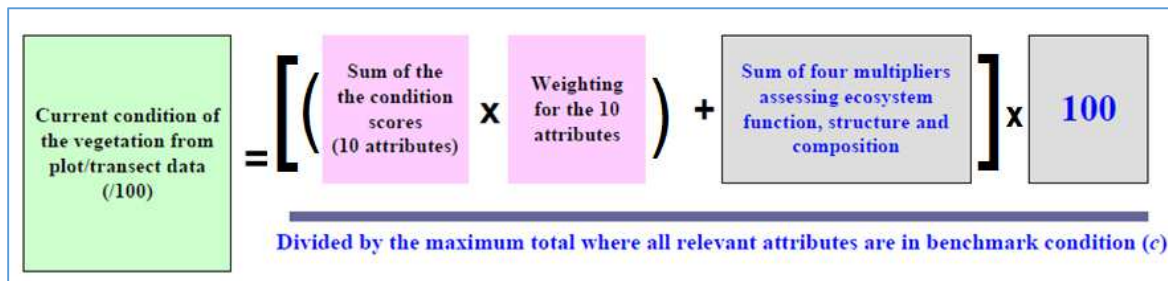 Current condition of
the vegetation from
plot/transect data
(/100)
=
[
(
Sum of the
the condition
scores
(10 attributes)
x
Weighting
for the 10
attributes
)
+
Sum of four multipliers
assessing ecosystem
function, structure and
composition
]
x
100
Divided by the maximum total where all relevant attributes are in benchmark condition (c)